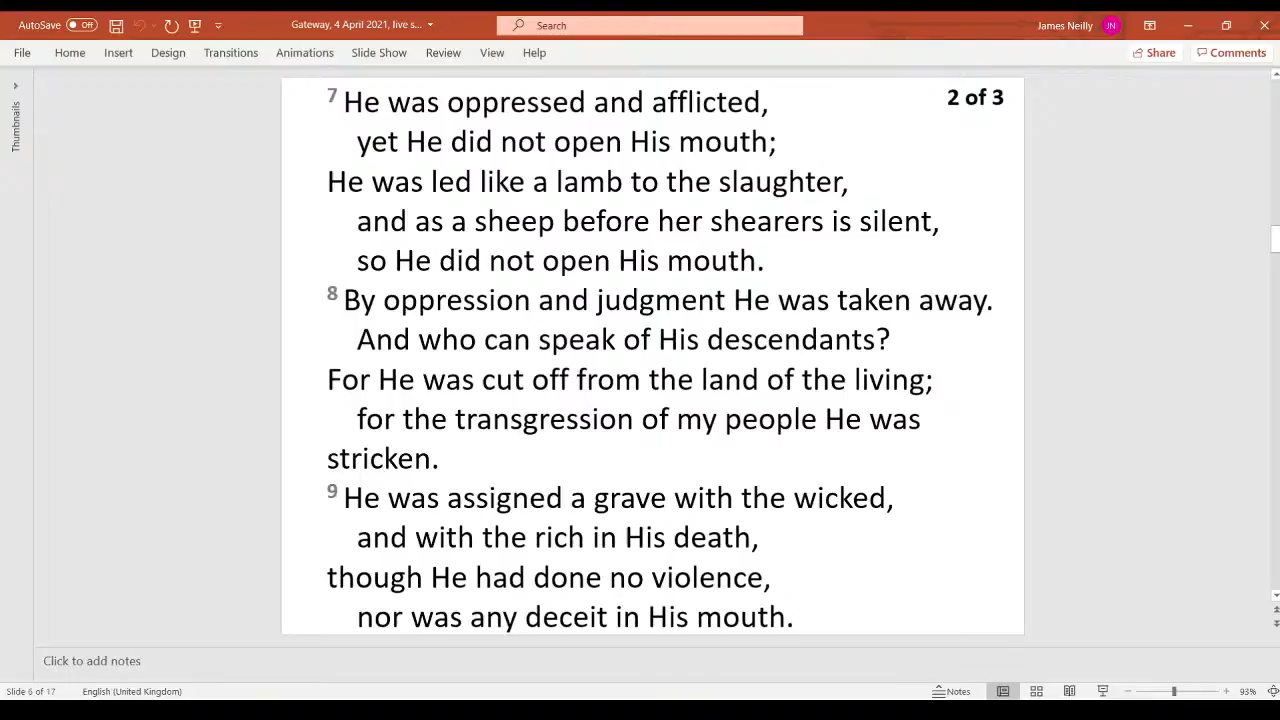 AutoSave Off Gateway, 4 April 2021, live s... Search James Neilly JN
File Home Insert Design Transitions Animations Slide Show Review View Help Share Comments
Thumbnails
2 of 3
7 He was oppressed and afflicted,
yet He did not open His mouth;
He was led like a lamb to the slaughter,
and as a sheep before her shearers is silent,
so He did not open His mouth.
8 By oppression and judgment He was taken away.
And who can speak of His descendants?
For He was cut off from the land of the living;
for the transgression of my people He was
stricken.
9 He was assigned a grave with the wicked,
and with the rich in His death,
though He had done no violence,
nor was any deceit in His mouth.
Click to add notes
Slide 6 of 17 English (United Kingdom) Notes 93%